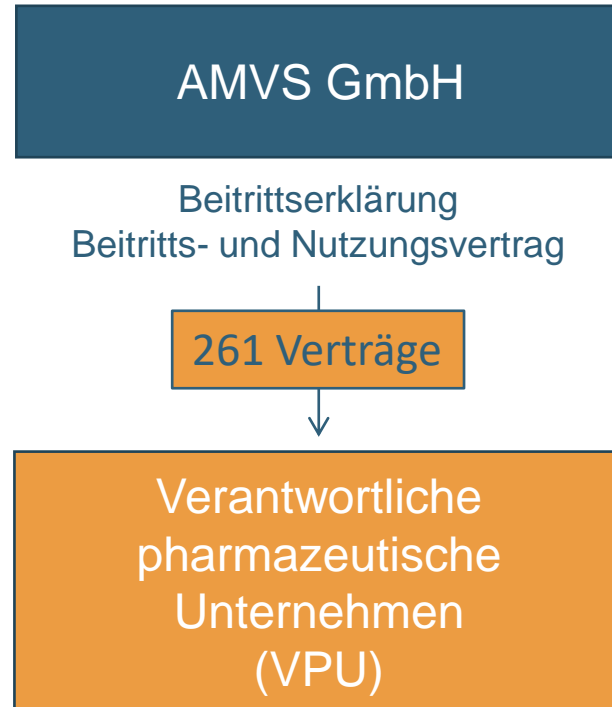 AMVS GmbH
Beitrittserklärung
Beitritts- und Nutzungsvertrag
261 Verträge
Verantwortliche
pharmazeutische
Unternehmen
(VPU)